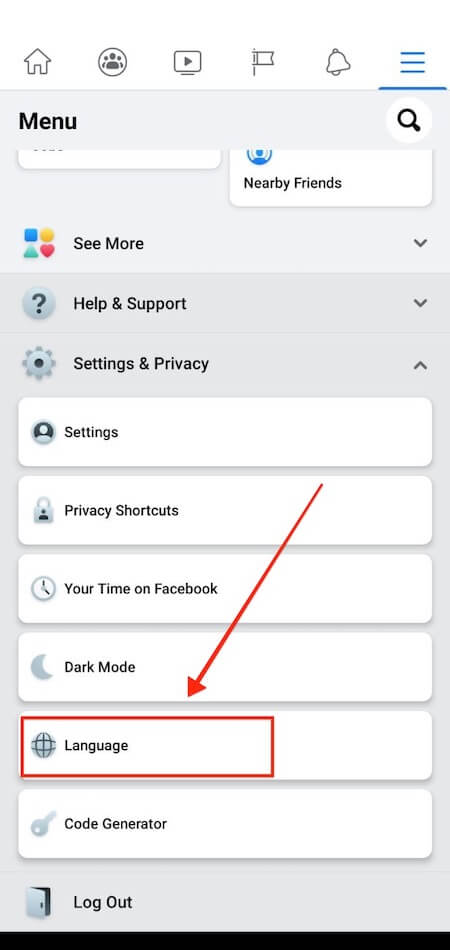 Menu
Nearby Friends
See More
Help & Support
Settings & Privacy
Settings
Privacy Shortcuts
Your Time on Facebook
Dark Mode
Language
Code Generator
Log Out